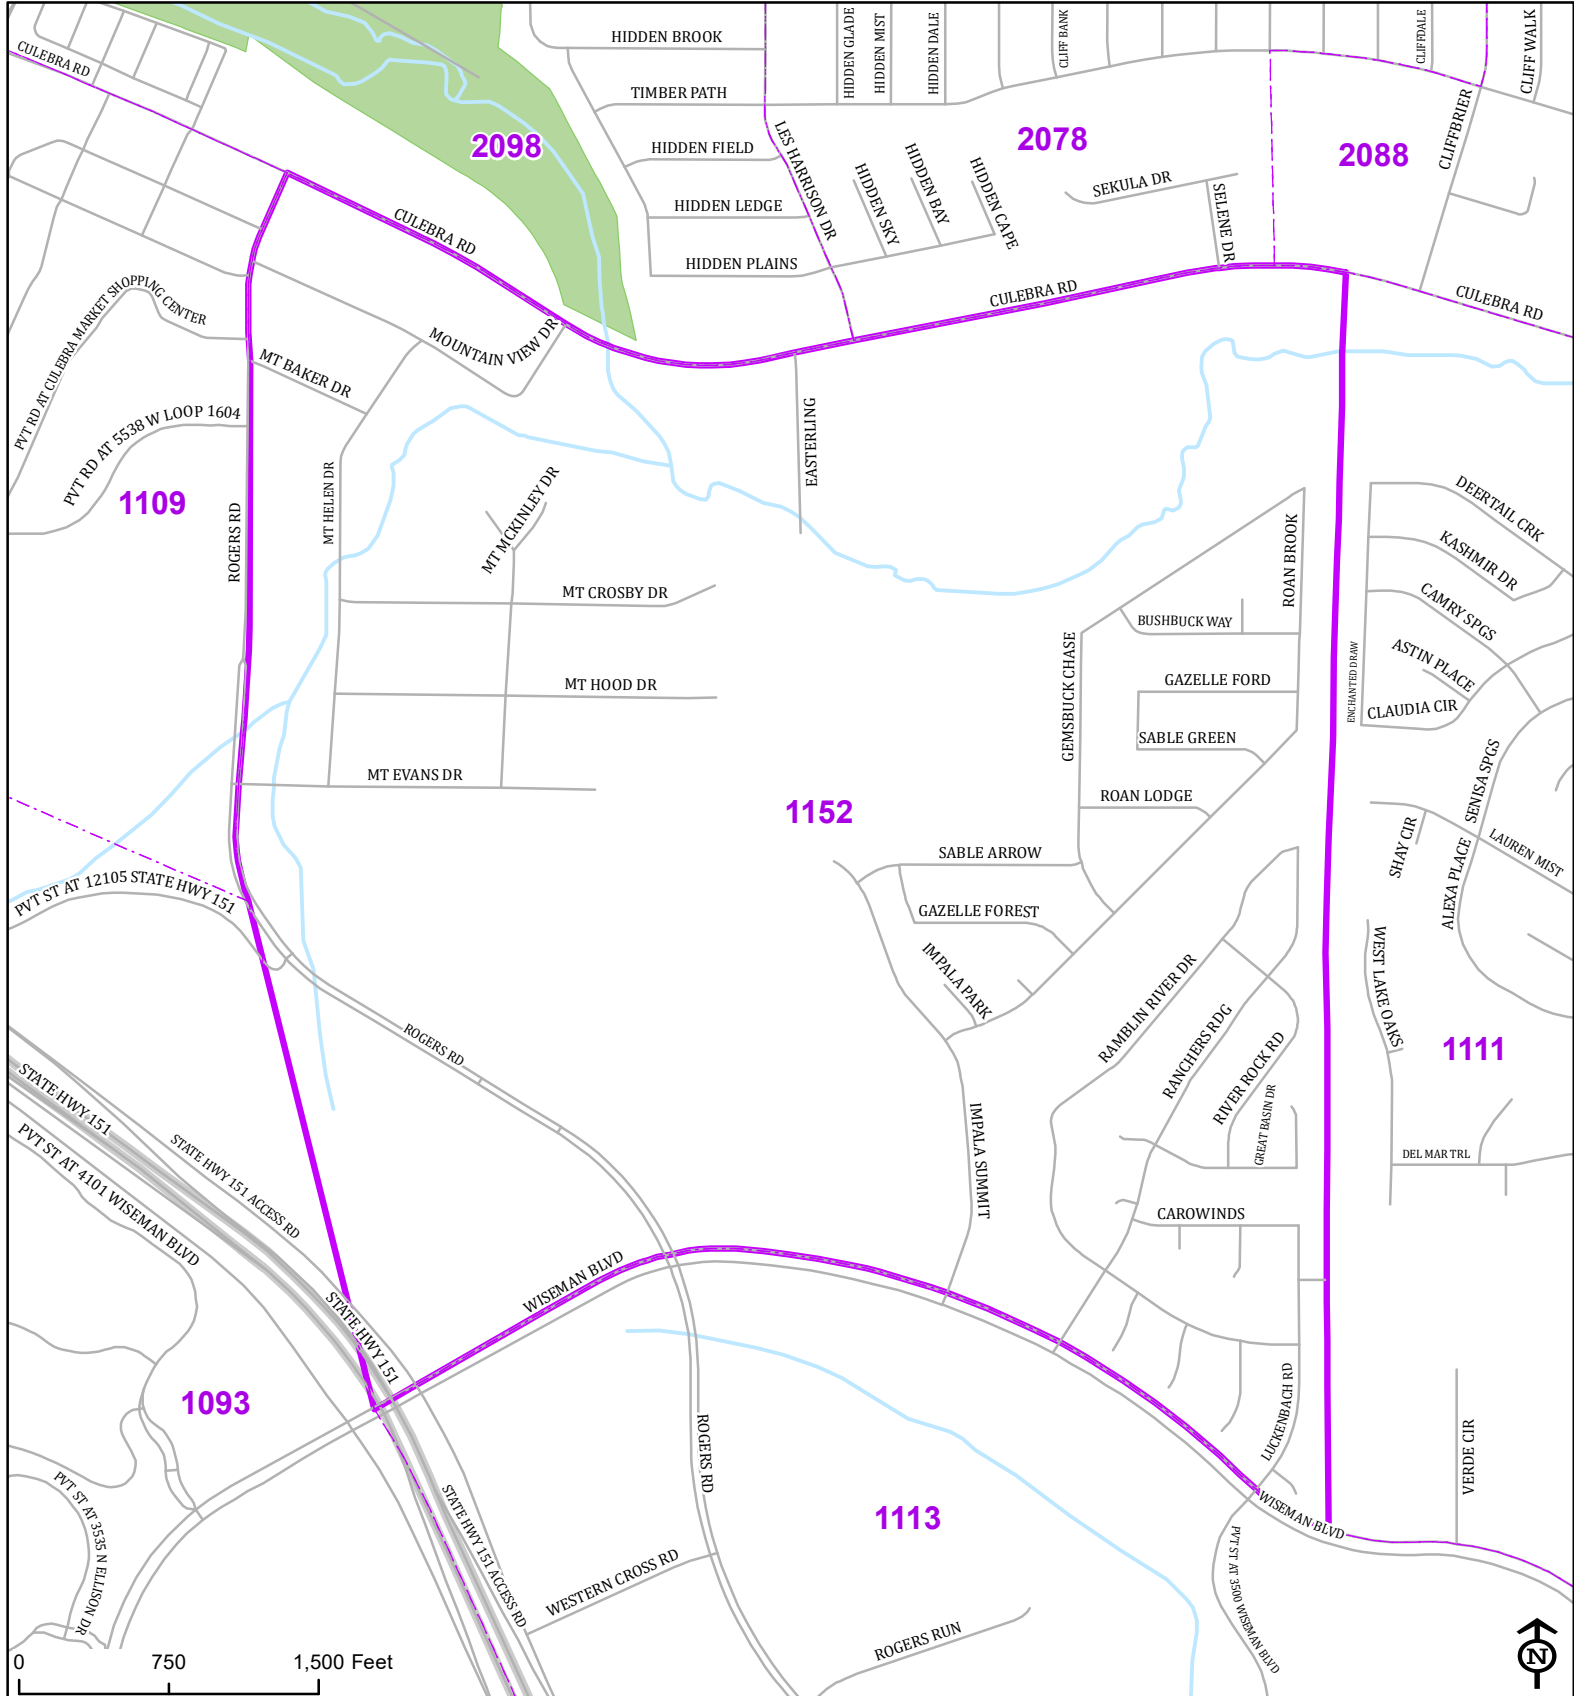 CULEBRA RD
HIDDEN BROOK
HIDDEN GLADE
HIDDEN MIST
HIDDEN DALE
CLIFF BANK
CLIFFDALE
CLIFF WALK
TIMBER PATH
2098
HIDDEN FIELD
LES HARRISON DR
2078
2088
CLIFFBRIER
HIDDEN SKY
HIDDEN BAY
HIDDEN CAPE
SEKULA DR
SELENE DR
HIDDEN LEDGE
CULEBRA RD
HIDDEN PLAINS
CULEBRA RD
CULEBRA RD
PVT RD AT CULEBRA MARKET SHOPPING CENTER
MOUNTAIN VIEW DR
MT BAKER DR
PVT RD AT 5538 W LOOP 1604
EASTERLING
1109
MT HELEN DR
MT MCKINLEY DR
ROGERS RD
DEERTAIL CRK
KASHMIR DR
ROAN BROOK
MT CROSBY DR
BUSHBUCK WAY
CAMRY SPGS
GEMSBUCK CHASE
ASTIN PLACE
ENCHANTED DRAW
MT HOOD DR
GAZELLE FORD
CLAUDIA CIR
SABLE GREEN
MT EVANS DR
SENISA SPGS
1152
ROAN LODGE
SHAY CIR
LAUREN MIST
SABLE ARROW
ALEXA PLACE
PVT ST AT 12105 STATE HWY 151
GAZELLE FOREST
IMPALA PARK
WEST LAKE OAKS
RAMBLIN RIVER DR
RANCHERS RDG
RIVER ROCK RD
1111
ROGERS RD
STATE HWY 151
GREAT BASIN DR
STATE HWY 151 ACCESS RD
PVT ST AT 4101 WISEMAN BLVD
IMPALA SUMMIT
DEL MAR TRL
CAROWINDS
WISEMAN BLVD
STATE HWY 151
1093
LUCKENBACH RD
ROGERS RD
VERDE CIR
PVT ST AT 3535 N ELLISON DR
STATE HWY 151 ACCESS RD
1113
WISEMAN BLVD
WESTERN CROSS RD
PVT ST AT 3500 WISEMAN BLVD
ROGERS RUN
0 750 1,500 Feet
N